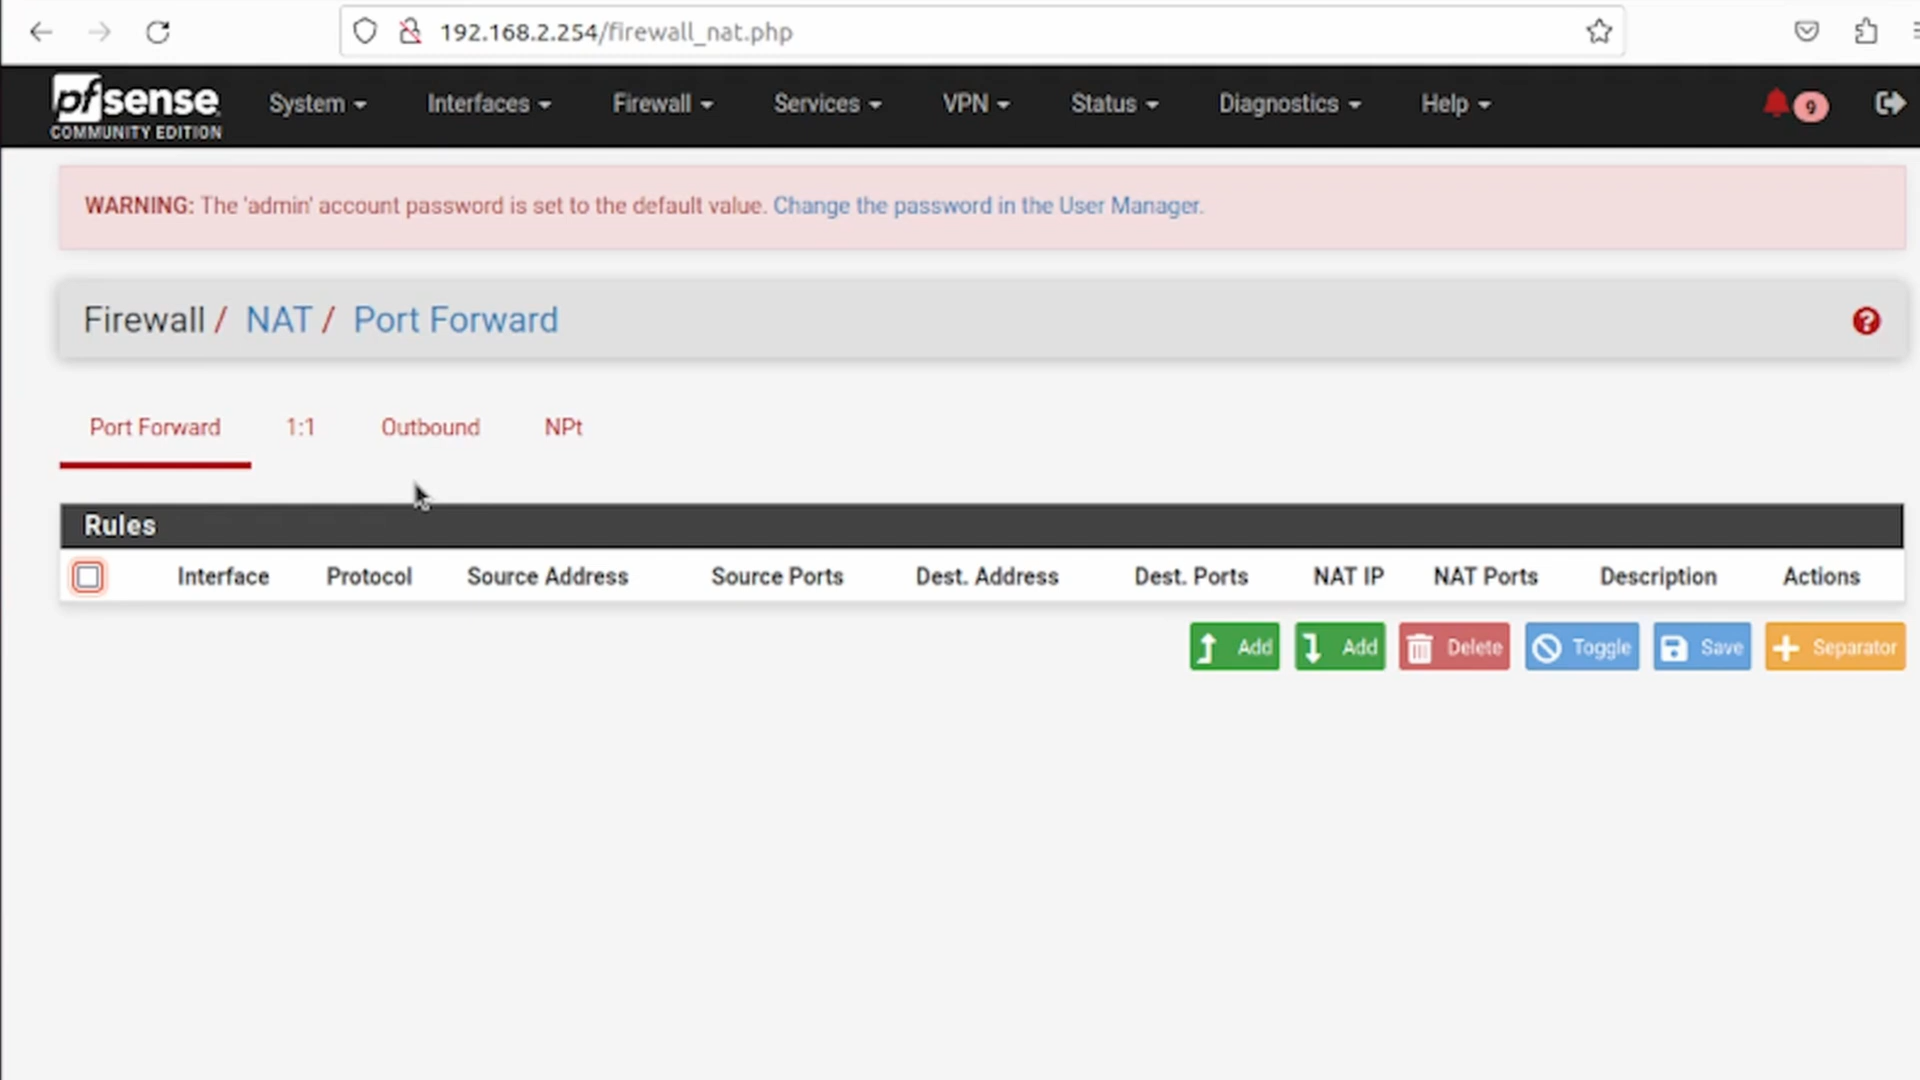 192.168.2.254/firewall_nat.php
pfsense
COMMUNITY EDITION
System
Interfaces
Firewall
Services
VPN
Status
Diagnostics
Help
9
WARNING: The 'admin' account password is set to the default value. Change the password in the User Manager.
Firewall / NAT / Port Forward
?
Port Forward
1:1
Outbound
NPt
Rules
Interface
Protocol
Source Address
Source Ports
Dest. Address
Dest. Ports
NAT IP
NAT Ports
Description
Actions
Add
Add
Delete
Toggle
Save
Separator